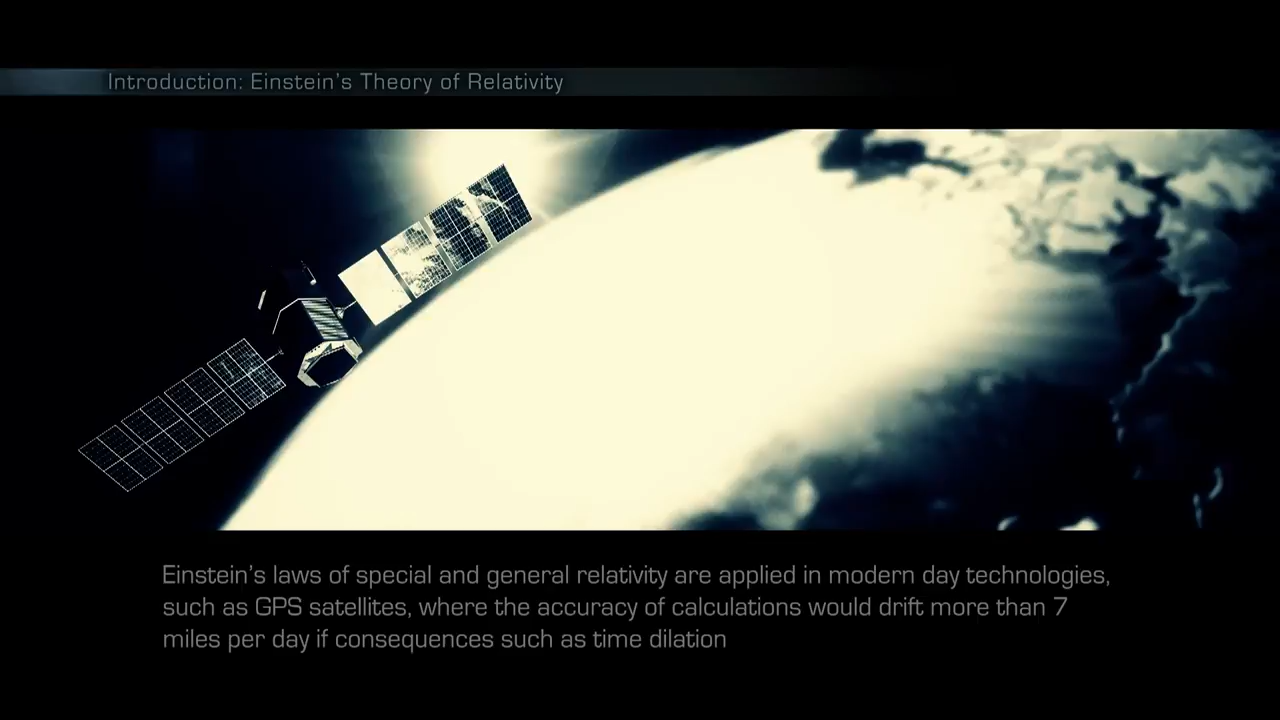 Introduction: Einstein's Theory of Relativity
Einstein's laws of special and general relativity are applied in modern day technologies,
such as GPS satellites, where the accuracy of calculations would drift more than 7
miles per day if consequences such as time dilation